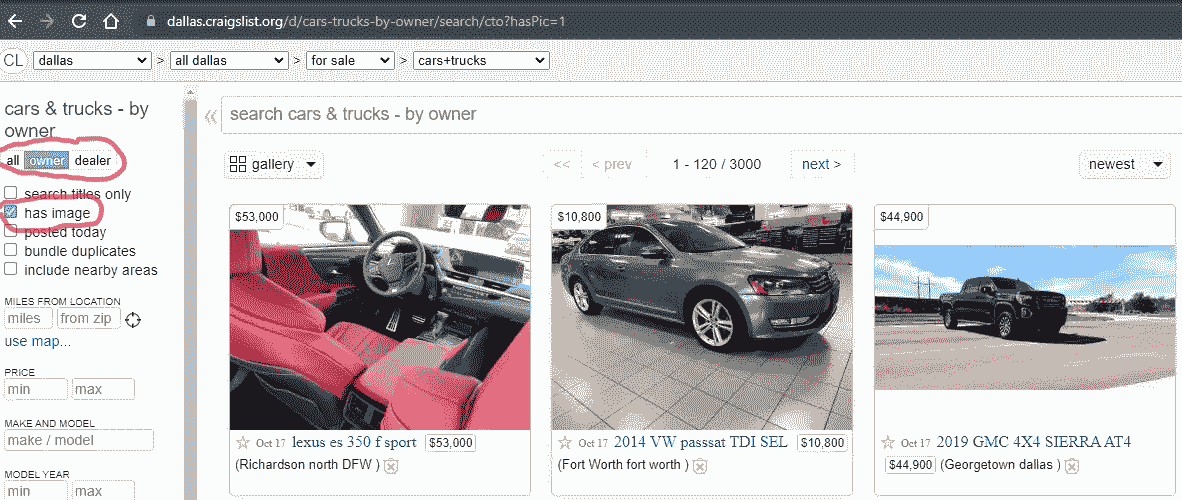 dallas.craigslist.org/d/cars-trucks-by-owner/search/cto?hasPic=1
CL dallas > all dallas > for sale > cars+trucks
cars & trucks - by owner
all owner dealer
search titles only
has image
posted today
bundle duplicates
include nearby areas
MILES FROM LOCATION
miles from zip
use map...
PRICE
min max
MAKE AND MODEL
make / model
MODEL YEAR
min max
« search cars & trucks - by owner
gallery << < prev 1 - 120 / 3000 next > newest
$53,000
Oct 17 lexus es 350 f sport $53,000
(Richardson north DFW )
$10,800
Oct 17 2014 VW passsat TDI SEL $10,800
(Fort Worth fort worth )
$44,900
Oct 17 2019 GMC 4X4 SIERRA AT4
$44,900 (Georgetown dallas )